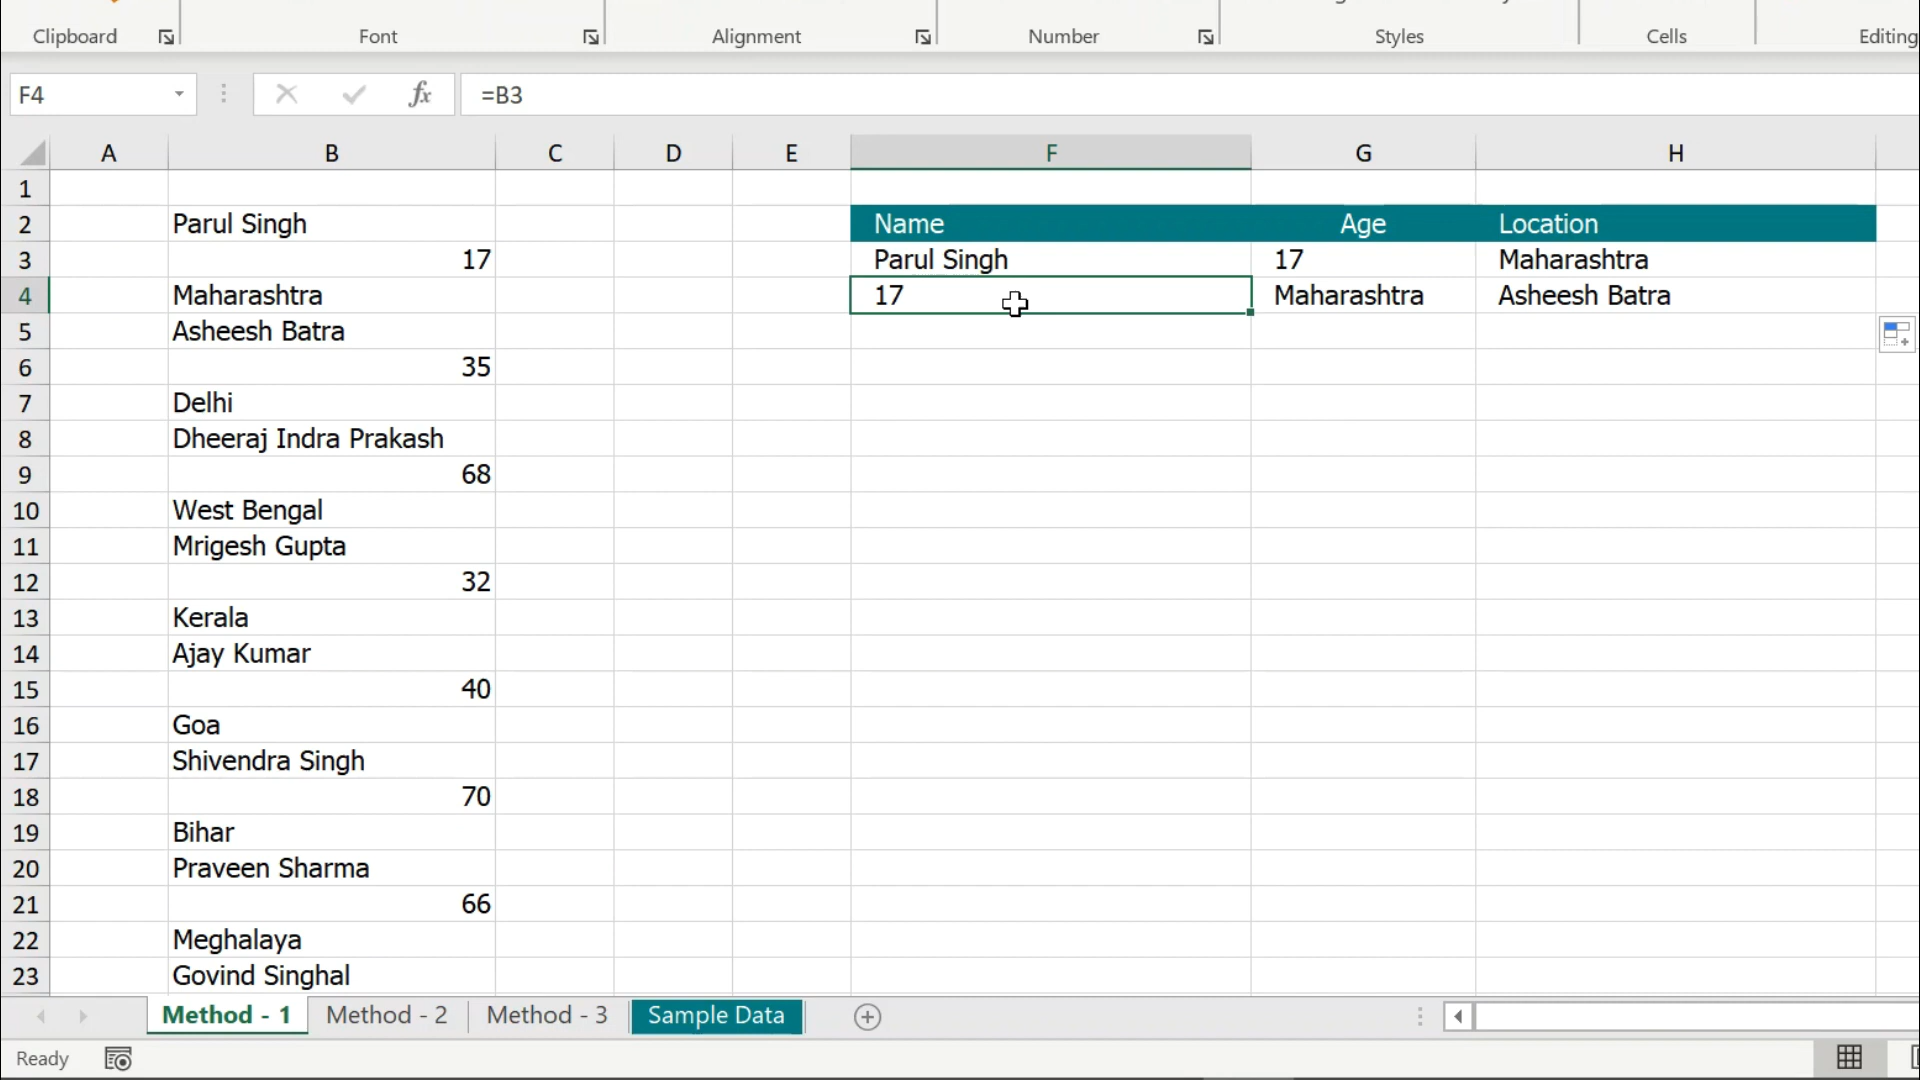 Clipboard Font Alignment Number Styles Cells Editing
F4 fx =B3
A B C D E F G H
1
2 Parul Singh Name Age Location
3 17 Parul Singh 17 Maharashtra
4 Maharashtra 17 Maharashtra Asheesh Batra
5 Asheesh Batra
6 35
7 Delhi
8 Dheeraj Indra Prakash
9 68
10 West Bengal
11 Mrigesh Gupta
12 32
13 Kerala
14 Ajay Kumar
15 40
16 Goa
17 Shivendra Singh
18 70
19 Bihar
20 Praveen Sharma
21 66
22 Meghalaya
23 Govind Singhal
Method - 1 Method - 2 Method - 3 Sample Data
Ready